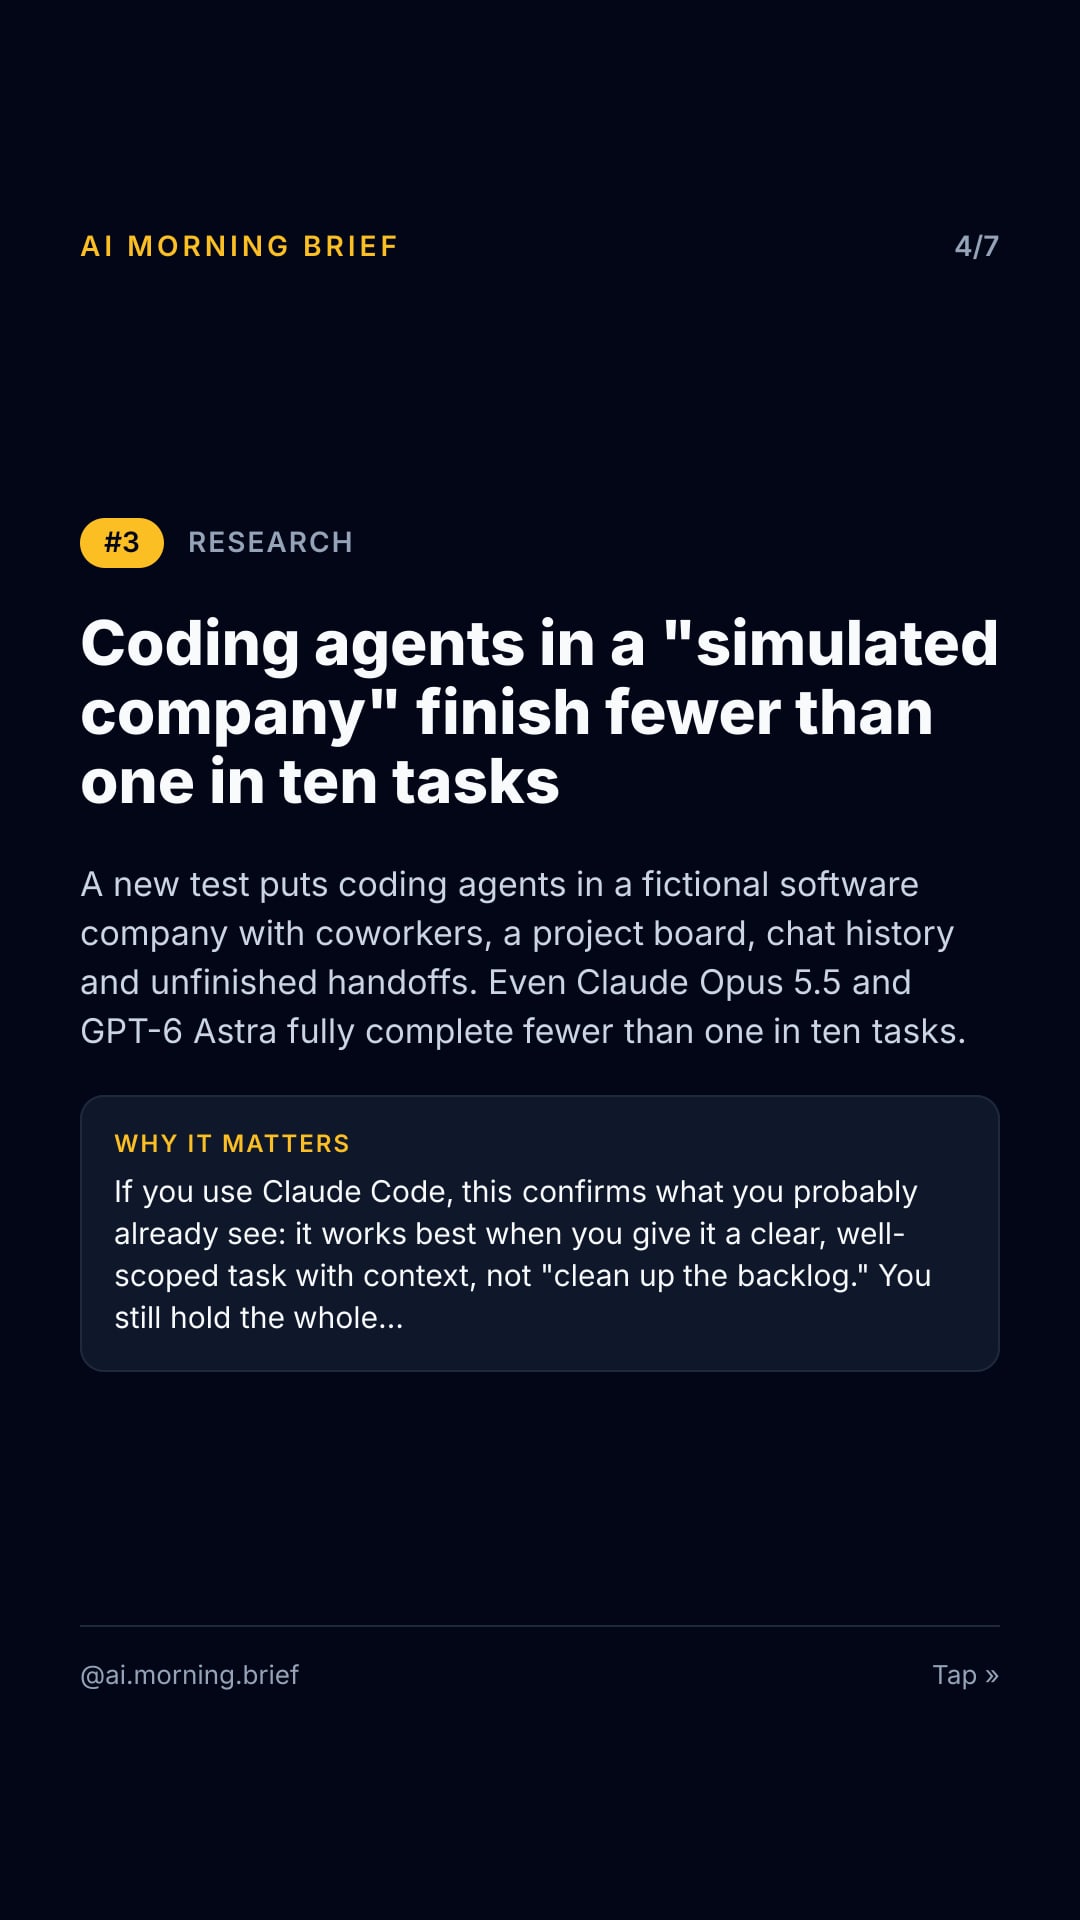 AI MORNING BRIEF
4/7
#3 RESEARCH
Coding agents in a "simulated
company" finish fewer than
one in ten tasks
A new test puts coding agents in a fictional software
company with coworkers, a project board, chat history
and unfinished handoffs. Even Claude Opus 5.5 and
GPT-6 Astra fully complete fewer than one in ten tasks.
WHY IT MATTERS
If you use Claude Code, this confirms what you probably
already see: it works best when you give it a clear, well-
scoped task with context, not "clean up the backlog." You
still hold the whole...
@ai.morning.brief
Tap »